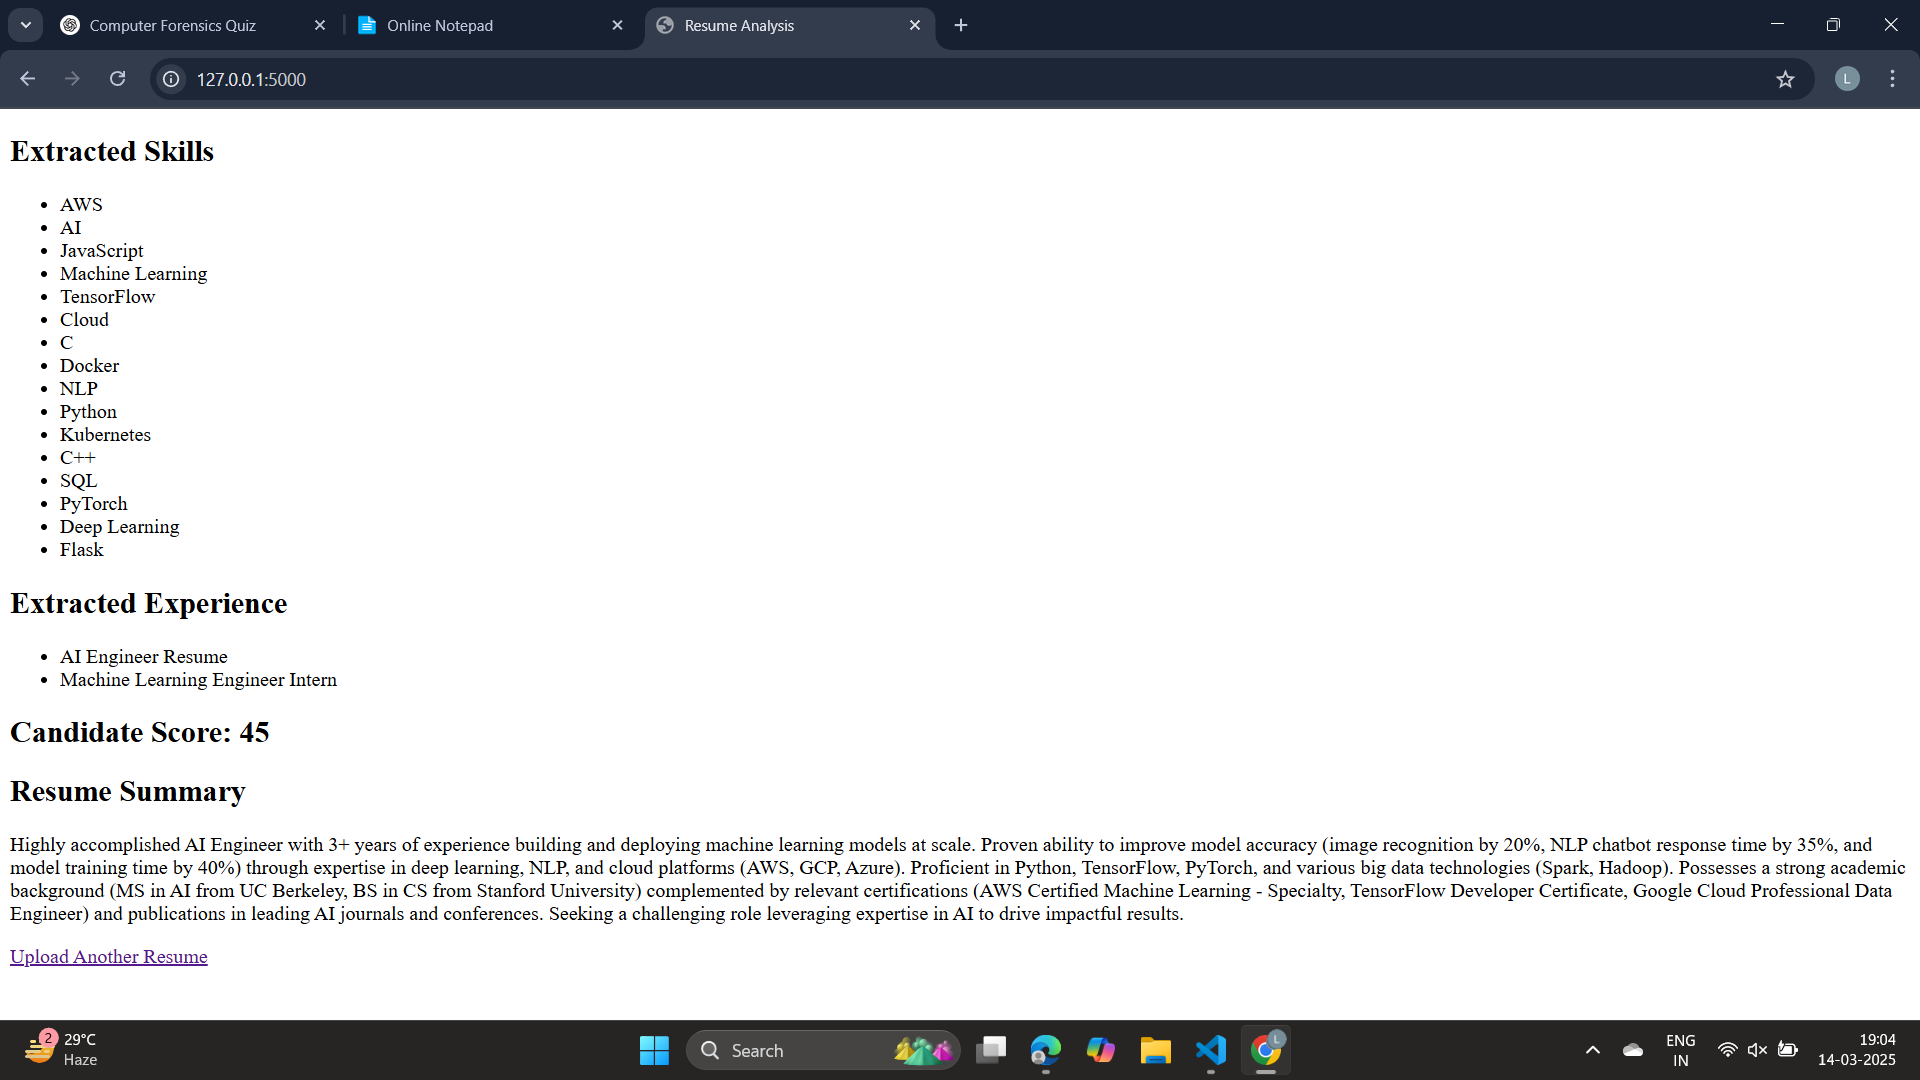 Computer Forensics Quiz
Online Notepad
Resume Analysis
127.0.0.1:5000
L
Extracted Skills
• AWS
• AI
• JavaScript
• Machine Learning
• TensorFlow
• Cloud
• C
• Docker
• NLP
• Python
• Kubernetes
• C++
• SQL
• PyTorch
• Deep Learning
• Flask
Extracted Experience
• AI Engineer Resume
• Machine Learning Engineer Intern
Candidate Score: 45
Resume Summary
Highly accomplished AI Engineer with 3+ years of experience building and deploying machine learning models at scale. Proven ability to improve model accuracy (image recognition by 20%, NLP chatbot response time by 35%, and
model training time by 40%) through expertise in deep learning, NLP, and cloud platforms (AWS, GCP, Azure). Proficient in Python, TensorFlow, PyTorch, and various big data technologies (Spark, Hadoop). Possesses a strong academic
background (MS in AI from UC Berkeley, BS in CS from Stanford University) complemented by relevant certifications (AWS Certified Machine Learning - Specialty, TensorFlow Developer Certificate, Google Cloud Professional Data
Engineer) and publications in leading AI journals and conferences. Seeking a challenging role leveraging expertise in AI to drive impactful results.
Upload Another Resume
2
29°C
Haze
Search
L
ENG
IN
19:04
14-03-2025